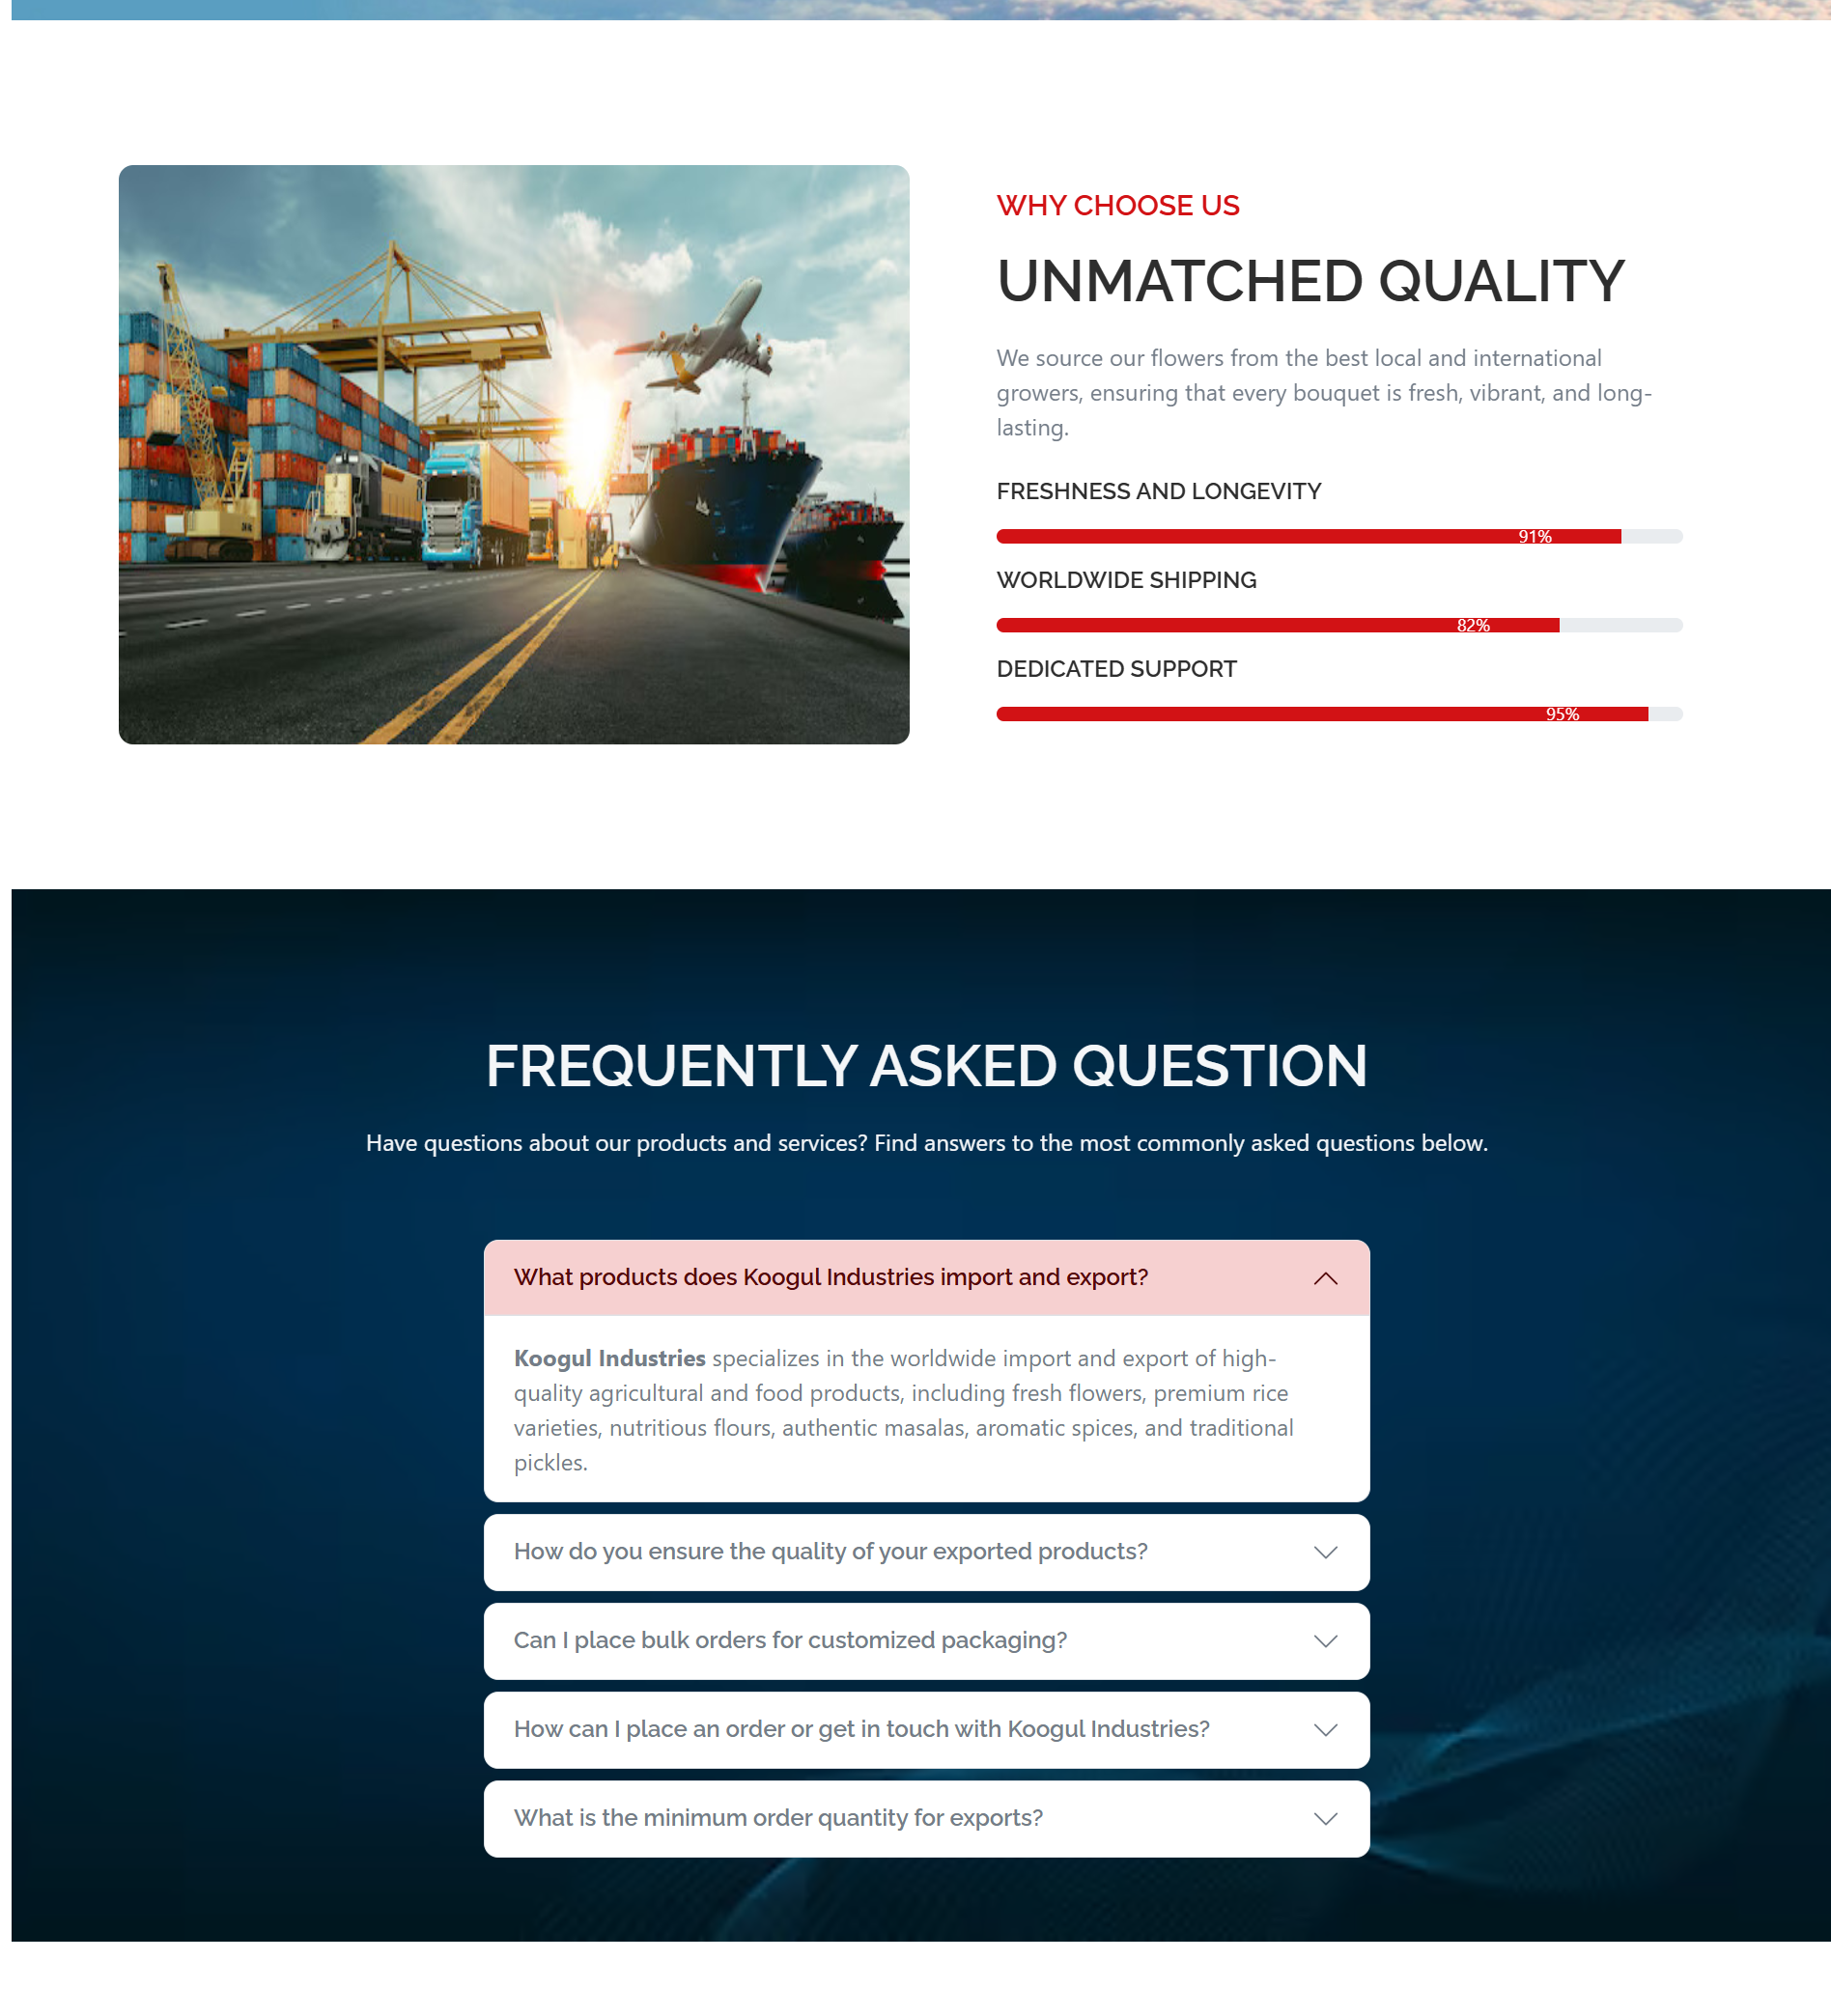 WHY CHOOSE US
UNMATCHED QUALITY
We source our flowers from the best local and international
growers, ensuring that every bouquet is fresh, vibrant, and long-
lasting.
FRESHNESS AND LONGEVITY
91%
WORLDWIDE SHIPPING
82%
DEDICATED SUPPORT
95%
FREQUENTLY ASKED QUESTION
Have questions about our products and services? Find answers to the most commonly asked questions below.
What products does Koogul Industries import and export?
Koogul Industries specializes in the worldwide import and export of high-
quality agricultural and food products, including fresh flowers, premium rice
varieties, nutritious flours, authentic masalas, aromatic spices, and traditional
pickles.
How do you ensure the quality of your exported products?
Can I place bulk orders for customized packaging?
How can I place an order or get in touch with Koogul Industries?
What is the minimum order quantity for exports?